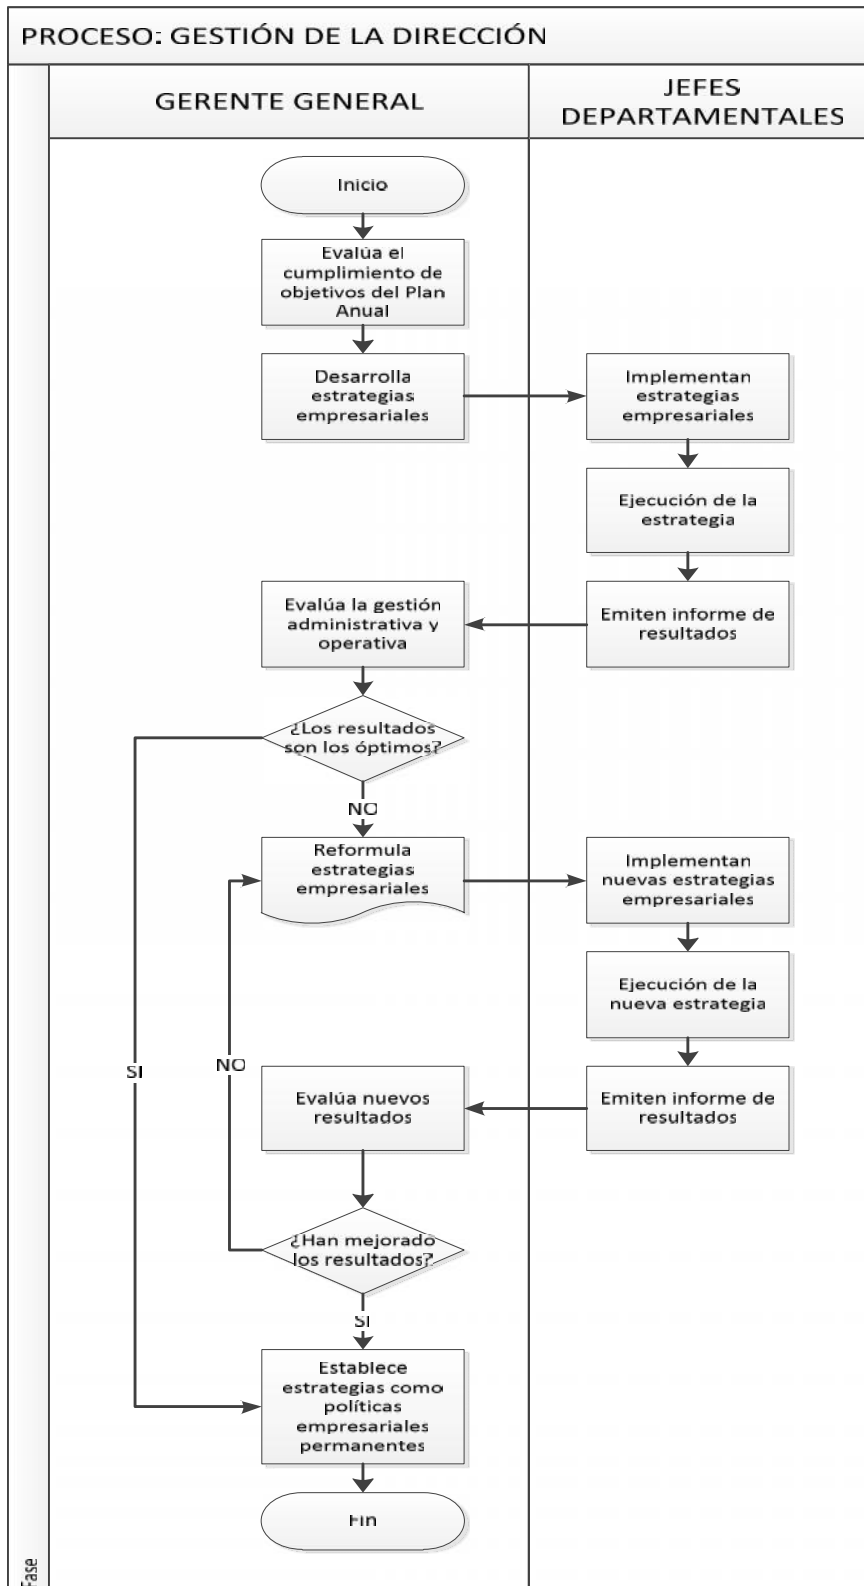 PROCESO: GESTIÓN DE LA DIRECCIÓN
GERENTE GENERAL
JEFES
DEPARTAMENTALES
Inicio
Evalúa el
cumplimiento de
objetivos del Plan
Anual
Desarrolla
estrategias
empresariales
Implementan
estrategias
empresariales
Ejecución de la
estrategia
Evalúa la gestión
administrativa y
operativa
Emiten informe de
resultados
¿Los resultados
son los óptimos?
NO
Reformula
estrategias
empresariales
Implementan
nuevas estrategias
empresariales
Ejecución de la
nueva estrategia
SI
NO
Evalúa nuevos
resultados
Emiten informe de
resultados
¿Han mejorado
los resultados?
SI
Establece
estrategias como
políticas
empresariales
permanentes
Fin
Fase